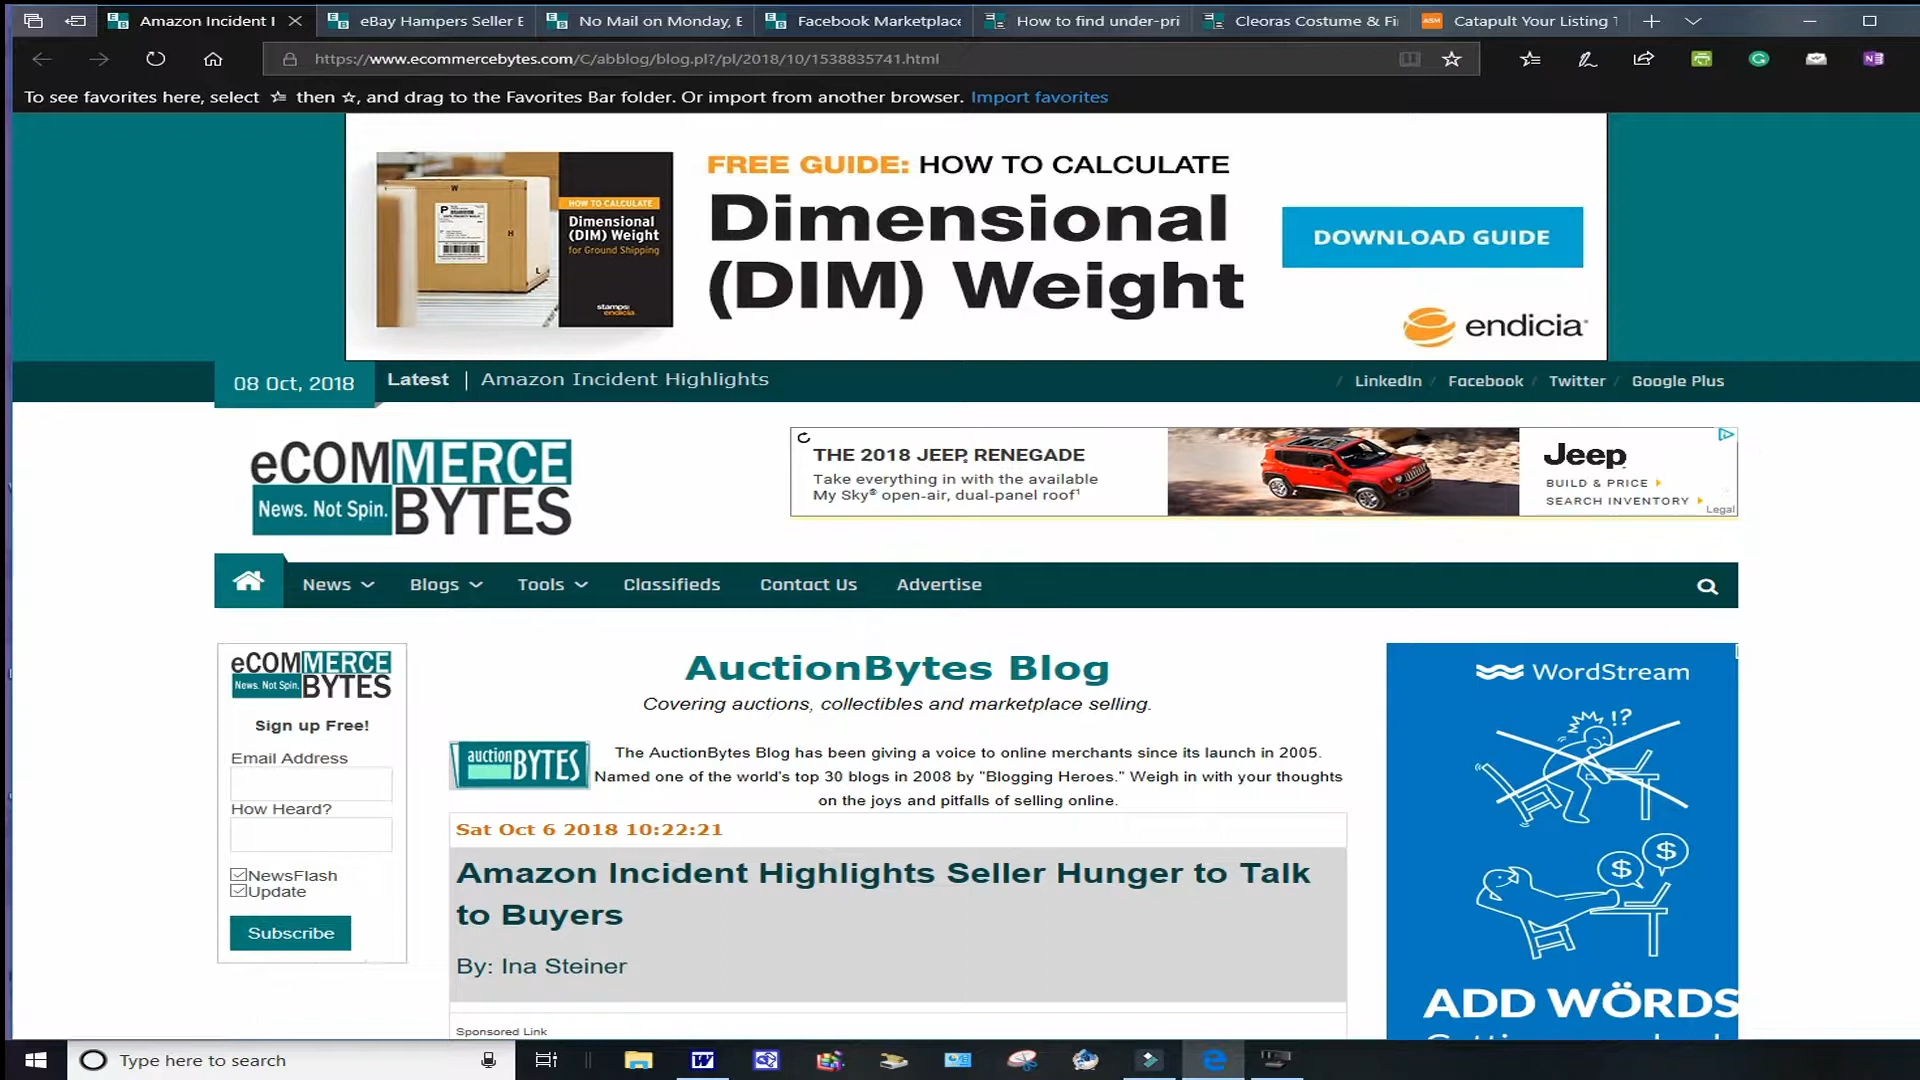 Amazon Incident I
eBay Hampers Seller E
No Mail on Monday, E
Facebook Marketplace
How to find under-pri
Cleoras Costume & Fi
ASM
Catapult Your Listing T
https://www.ecommercebytes.com/C/abblog/blog.pl?/pl/2018/10/1538835741.html
To see favorites here, select then , and drag to the Favorites Bar folder. Or import from another browser. Import favorites
FREE GUIDE: HOW TO CALCULATE
Dimensional
(DIM) Weight
DOWNLOAD GUIDE
endicia
HOW TO CALCULATE
Dimensional
(DIM) Weight
for Ground Shipping
stamps
endicia
W
P
H
L
08 Oct, 2018
Latest | Amazon Incident Highlights
/ LinkedIn / Facebook / Twitter / Google Plus
eCOMMERCE
News. Not Spin. BYTES
THE 2018 JEEP RENEGADE
Take everything in with the available
My Sky® open-air, dual-panel roof¹
Jeep
BUILD & PRICE
SEARCH INVENTORY
Legal
News
Blogs
Tools
Classifieds
Contact Us
Advertise
eCOMMERCE
News. Not Spin. BYTES
Sign up Free!
Email Address
How Heard?
NewsFlash
Update
Subscribe
AuctionBytes Blog
Covering auctions, collectibles and marketplace selling.
auction BYTES
The AuctionBytes Blog has been giving a voice to online merchants since its launch in 2005.
Named one of the world's top 30 blogs in 2008 by "Blogging Heroes." Weigh in with your thoughts
on the joys and pitfalls of selling online.
Sat Oct 6 2018 10:22:21
Amazon Incident Highlights Seller Hunger to Talk
to Buyers
By: Ina Steiner
Sponsored Link
WordStream
!?
$
$
ADD WÖRDS
Type here to search
W